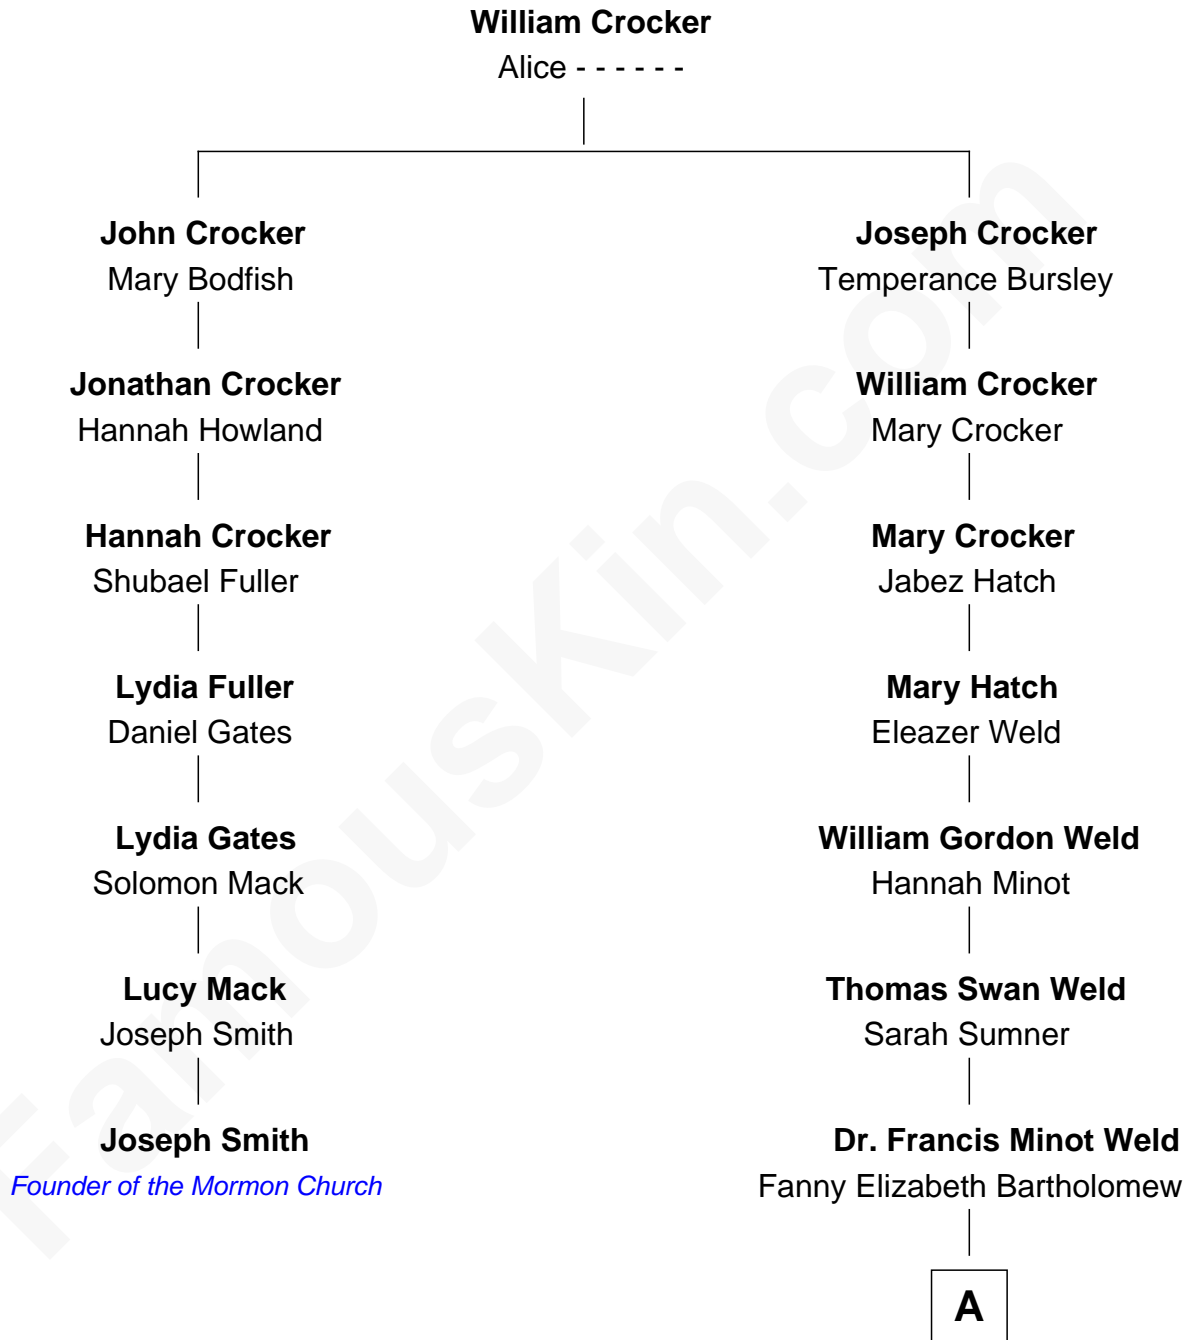 William Crocker
Alice - - - - - -
John Crocker
Mary Bodfish
Joseph Crocker
Temperance Bursley
Jonathan Crocker
Hannah Howland
William Crocker
Mary Crocker
Hannah Crocker
Shubael Fuller
Mary Crocker
Jabez Hatch
Lydia Fuller
Daniel Gates
Mary Hatch
Eleazer Weld
Lydia Gates
Solomon Mack
William Gordon Weld
Hannah Minot
Lucy Mack
Joseph Smith
Thomas Swan Weld
Sarah Sumner
Joseph Smith
Founder of the Mormon Church
Dr. Francis Minot Weld
Fanny Elizabeth Bartholomew
A
FamousKin.com